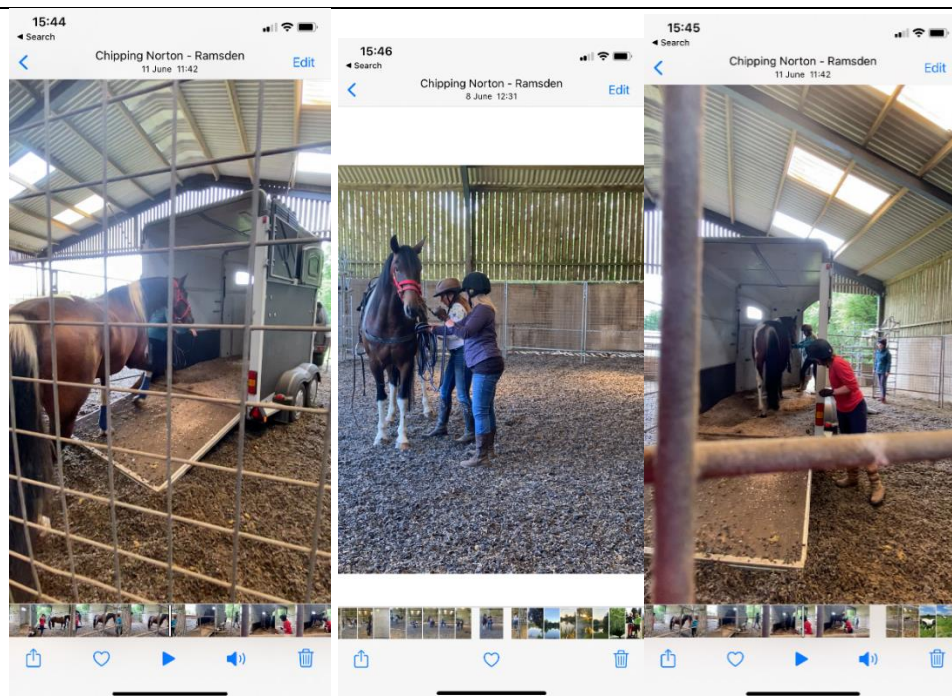 15:44
◀ Search
Chipping Norton - Ramsden
11 June 11:42
Edit
15:46
◀ Search
Chipping Norton - Ramsden
8 June 12:31
Edit
15:45
◀ Search
Chipping Norton - Ramsden
11 June 11:42
Edit